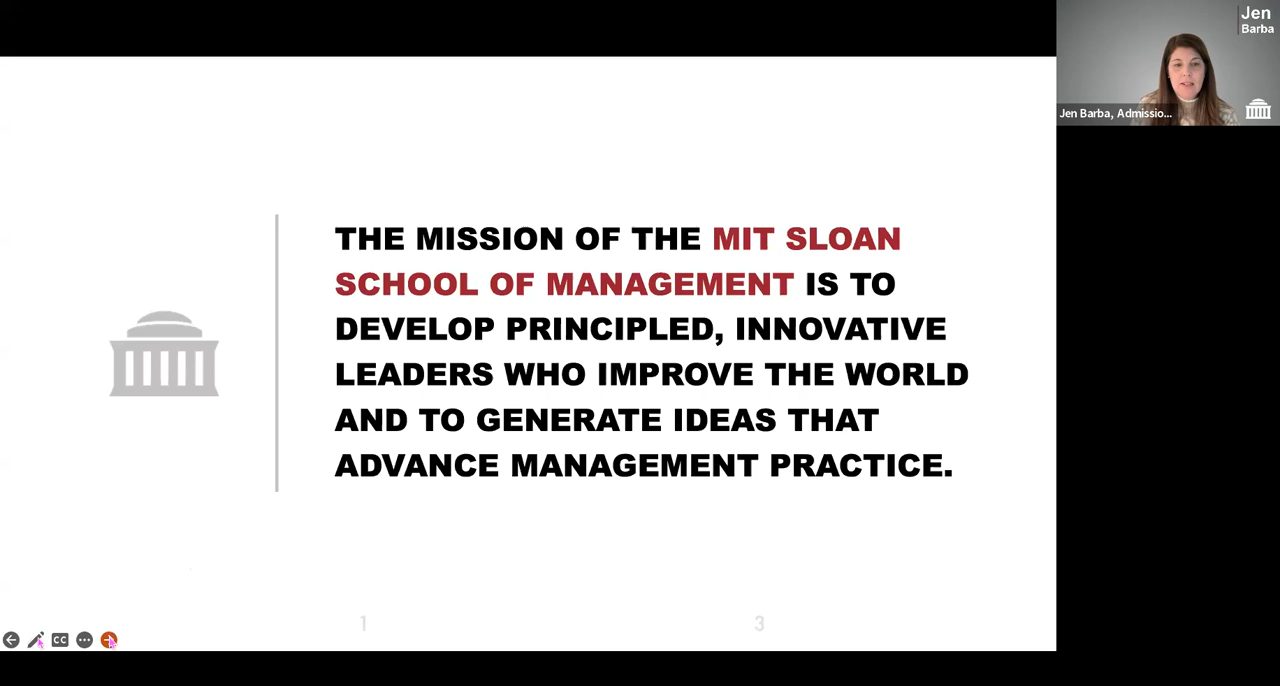 Jen
Barba
Jen Barba, Admissio...
THE MISSION OF THE MIT SLOAN
SCHOOL OF MANAGEMENT IS TO
DEVELOP PRINCIPLED, INNOVATIVE
LEADERS WHO IMPROVE THE WORLD
AND TO GENERATE IDEAS THAT
ADVANCE MANAGEMENT PRACTICE.
1 3
CC